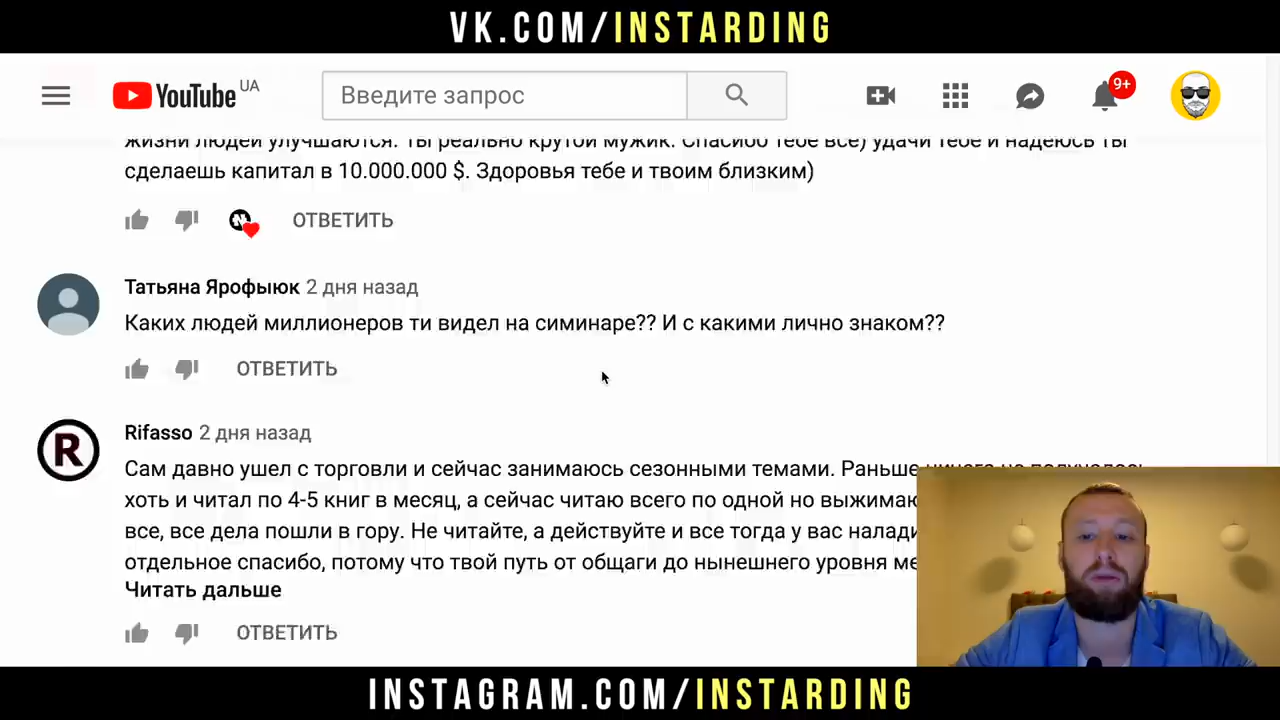 VK.COM/INSTARDING
YouTube UA
Введите запрос
9+
жизни людей улучшаются. Ты реально крутой мужик. Спасибо тебе все) удачи тебе и надеюсь ты
сделаешь капитал в 10.000.000 $. Здоровья тебе и твоим близким)
ОТВЕТИТЬ
Татьяна Ярофыюк 2 дня назад
Каких людей миллионеров ти видел на симинаре?? И с какими лично знаком??
ОТВЕТИТЬ
R
Rifasso 2 дня назад
Сам давно ушел с торговли и сейчас занимаюсь сезонными темами. Раньше ничего не получалось
хоть и читал по 4-5 книг в месяц, а сейчас читаю всего по одной но выжимаю
все, все дела пошли в гору. Не читайте, а действуйте и все тогда у вас
отдельное спасибо, потому что твой путь от общаги до нынешнего уровня
Читать дальше
ОТВЕТИТЬ
INSTAGRAM.COM/INSTARDING